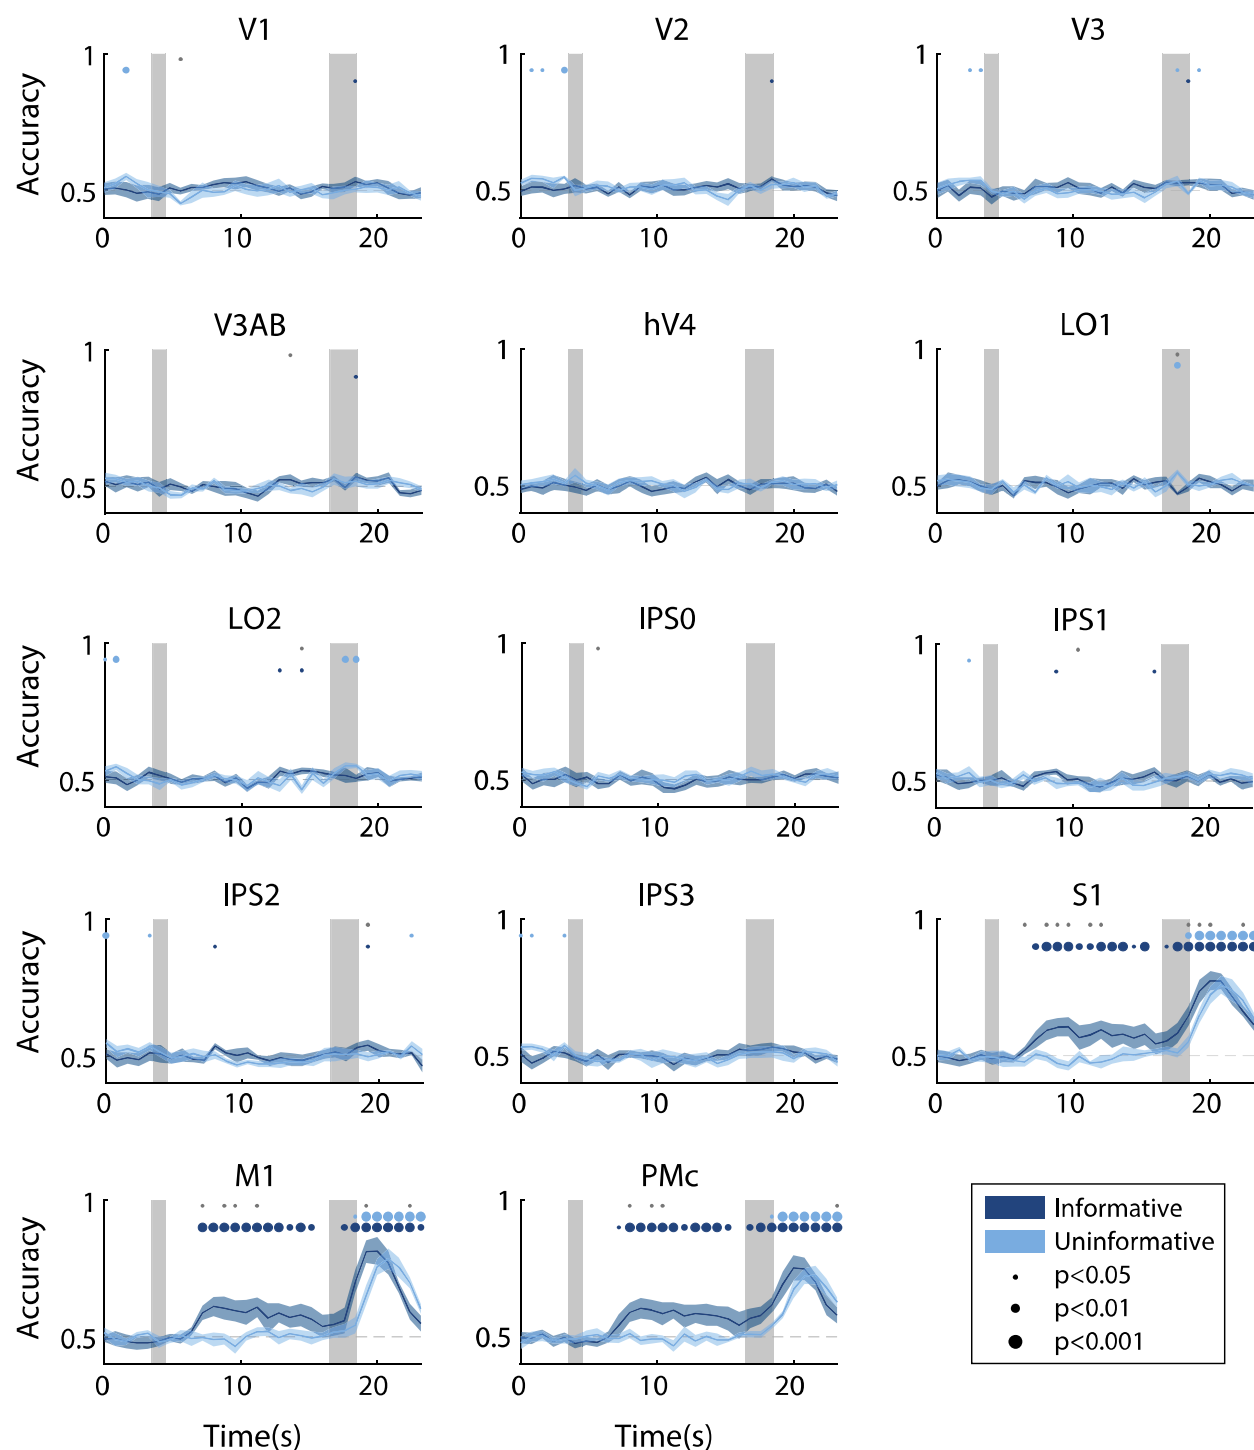 V1 V2 V3
Accuracy
1 1 1
0.5 0.5 0.5
0 10 20 0 10 20 0 10 20
V3AB hV4 LO1
Accuracy
1 1 1
0.5 0.5 0.5
0 10 20 0 10 20 0 10 20
LO2 IPS0 IPS1
Accuracy
1 1 1
0.5 0.5 0.5
0 10 20 0 10 20 0 10 20
IPS2 IPS3 S1
Accuracy
1 1 1
0.5 0.5 0.5
0 10 20 0 10 20 0 10 20
M1 PMc
Accuracy
1 1
0.5 0.5
0 10 20 0 10 20
Time(s) Time(s)
Informative
Uninformative
p<0.05
p<0.01
p<0.001